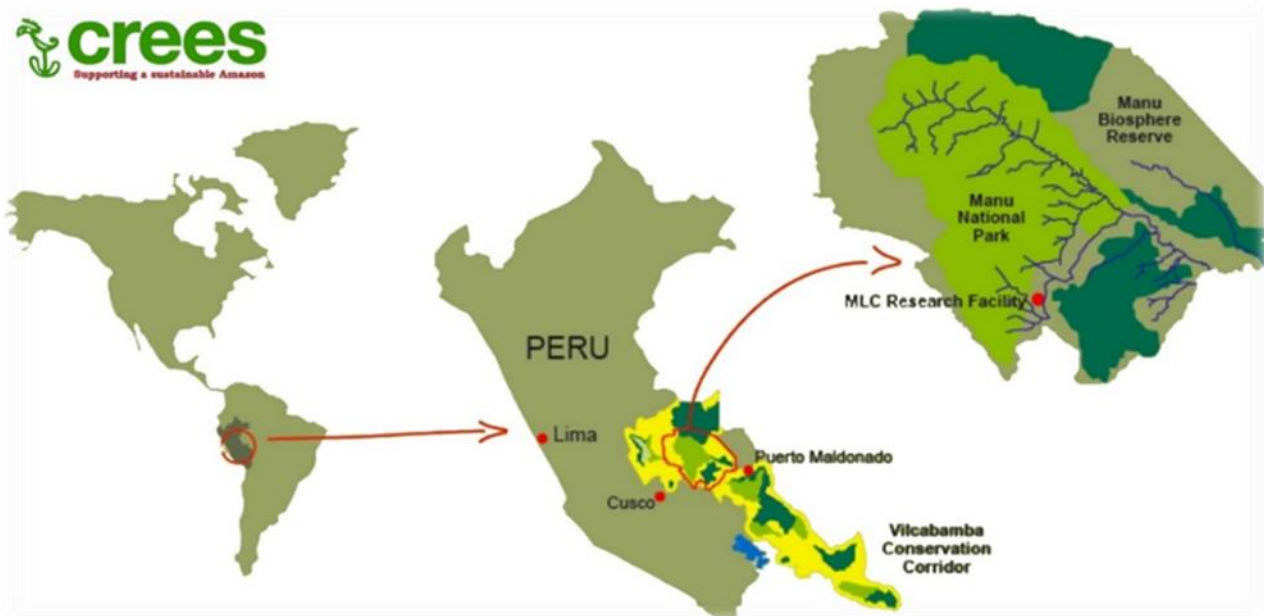 crees
Supporting a sustainable Amazon
PERU
Lima
Cusco
Puerto Maldonado
Vilcabamba
Conservation
Corridor
Manu
Biosphere
Reserve
Manu
National
Park
MLC Research Facility